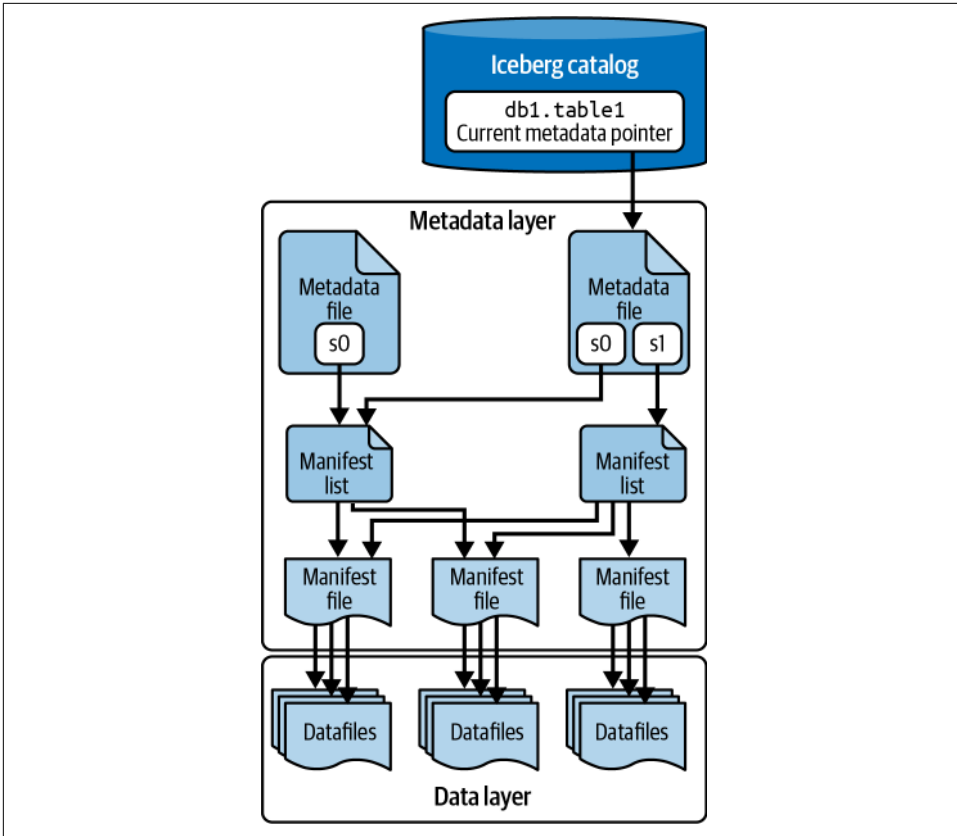 Iceberg catalog
db1.table1
Current metadata pointer
Metadata layer
Metadata
file
s0
Metadata
file
s0
s1
Manifest
list
Manifest
list
Manifest
file
Manifest
file
Manifest
file
Datafiles
Datafiles
Datafiles
Data layer